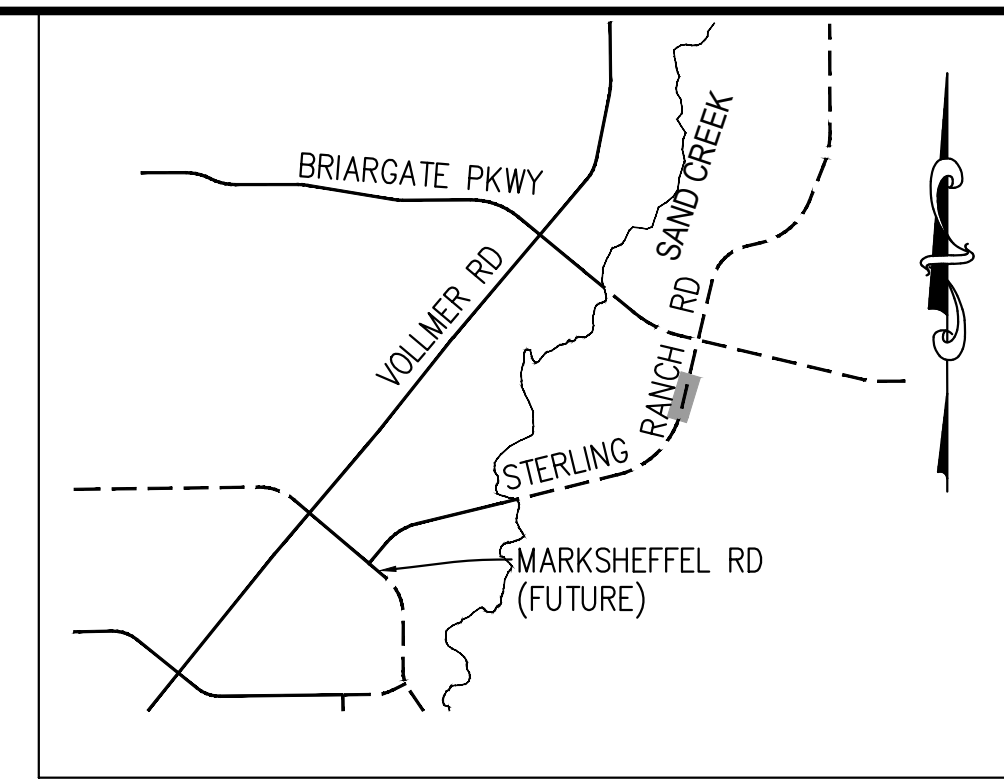 BRIARGATE PKWY
SAND CREEK
VOLLMER RD
STERLING RANCH RD
MARKSHEFFEL RD
(FUTURE)